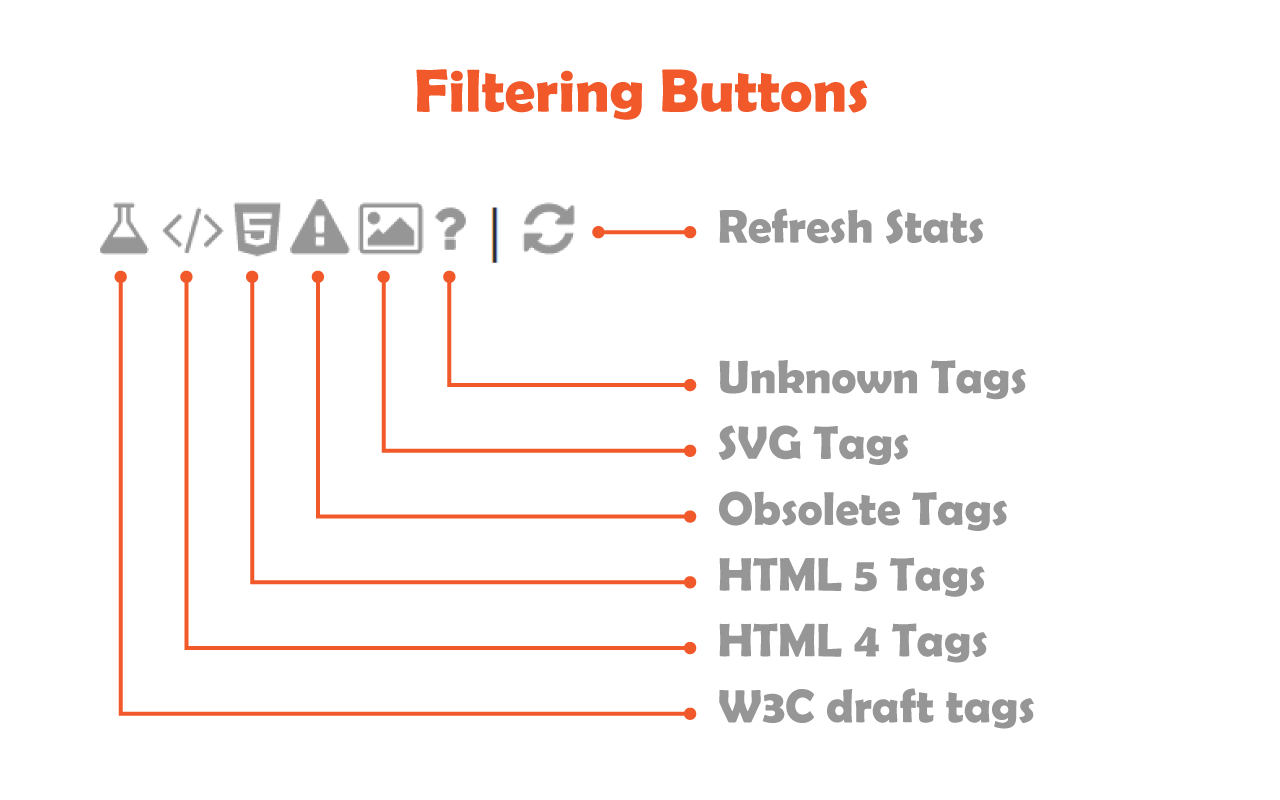 Filtering Buttons
Refresh Stats
Unknown Tags
SVG Tags
Obsolete Tags
HTML 5 Tags
HTML 4 Tags
W3C draft tags